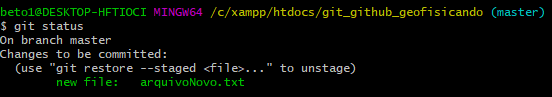 beto1@DESKTOP-HFTIOCI MINGW64 /c/xampp/htdocs/git_github_geofisicando (master)
$ git status
On branch master
Changes to be committed:
  (use "git restore --staged <file>..." to unstage)
        new file:   arquivoNovo.txt